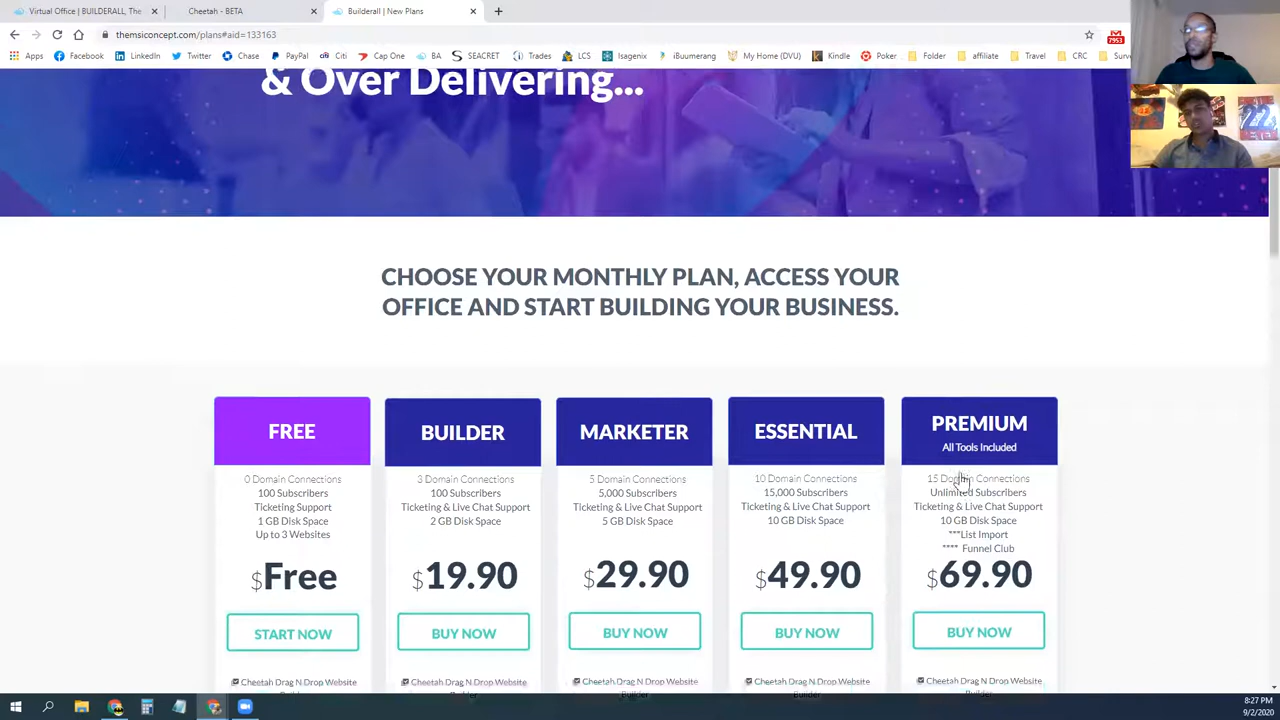 Virtual Office | BUILDERALL, The
Cheetah - BETA
Builderall | New Plans
themsiconcept.com/plans#aid=133163
7953
Apps Facebook LinkedIn Twitter Chase PayPal Citi Cap One BA SEACRET Trades LCS Isagenix iBuumerang My Home (DVU) Kindle Poker Folder affiliate Travel CRC Surv
22
& Over Delivering...
CHOOSE YOUR MONTHLY PLAN, ACCESS YOUR
OFFICE AND START BUILDING YOUR BUSINESS.
FREE
0 Domain Connections
100 Subscribers
Ticketing Support
1 GB Disk Space
Up to 3 Websites
$Free
START NOW
Cheetah Drag N Drop Website
Builder
BUILDER
3 Domain Connections
100 Subscribers
Ticketing & Live Chat Support
2 GB Disk Space
$19.90
BUY NOW
Cheetah Drag N Drop Website
Builder
MARKETER
5 Domain Connections
5,000 Subscribers
Ticketing & Live Chat Support
5 GB Disk Space
$29.90
BUY NOW
Cheetah Drag N Drop Website
Builder
ESSENTIAL
10 Domain Connections
15,000 Subscribers
Ticketing & Live Chat Support
10 GB Disk Space
$49.90
BUY NOW
Cheetah Drag N Drop Website
Builder
PREMIUM
All Tools Included
15 Domain Connections
Unlimited Subscribers
Ticketing & Live Chat Support
10 GB Disk Space
***List Import
**** Funnel Club
$69.90
BUY NOW
Cheetah Drag N Drop Website
Builder
8:27 PM
9/2/2020